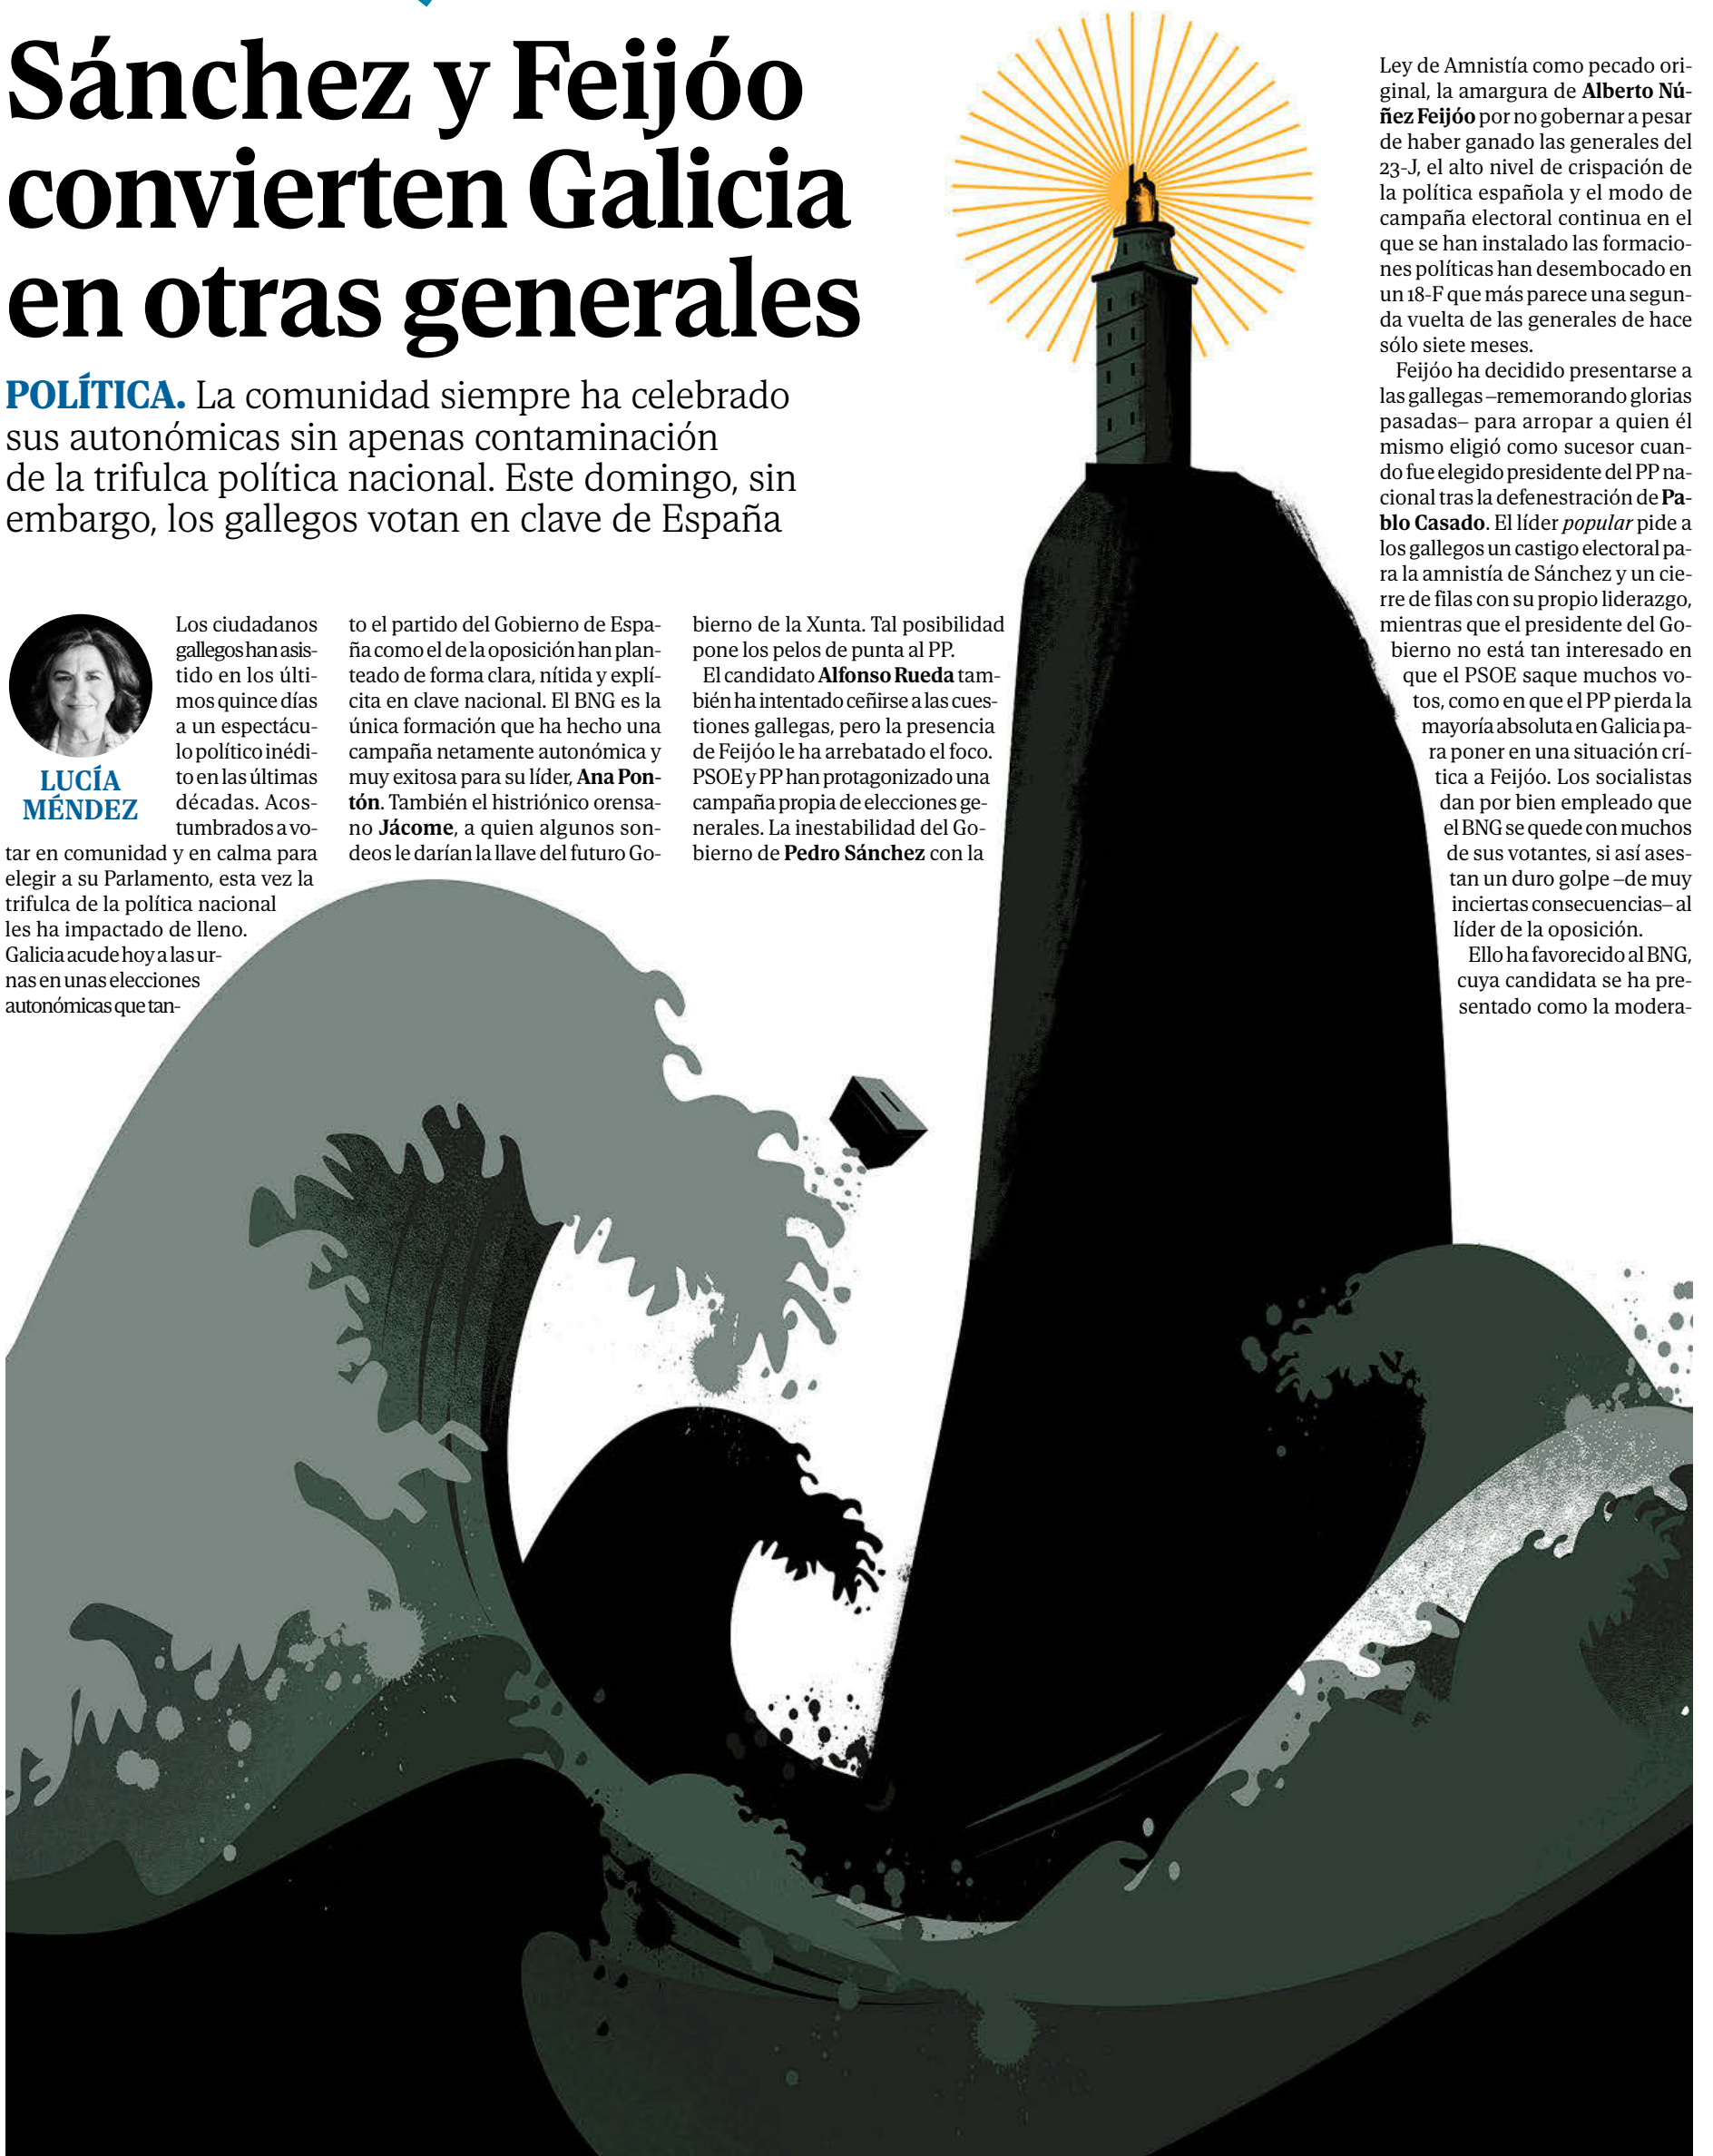 Sánchez y Feijóo
convierten Galicia
en otras generales
POLÍTICA. La comunidad siempre ha celebrado
sus autonómicas sin apenas contaminación
de la trifulca política nacional. Este domingo, sin
embargo, los gallegos votan en clave de España
LUCÍA
MÉNDEZ
Los ciudadanos
gallegos han asis-
tido en los últi-
mos quince días
a un espectácu-
lo político inédi-
to en las últimas
décadas. Acos-
tumbrados a vo-
tar en comunidad y en calma para
elegir a su Parlamento, esta vez la
trifulca de la política nacional
les ha impactado de lleno.
Galicia acude hoy a las ur-
nas en unas elecciones
autonómicas que tan-
to el partido del Gobierno de Espa-
ña como el de la oposición han plan-
teado de forma clara, nítida y explí-
cita en clave nacional. El BNG es la
única formación que ha hecho una
campaña netamente autonómica y
muy exitosa para su líder, Ana Pon-
tón. También el histriónico orensa-
no Jácome, a quien algunos son-
deos le darían la llave del futuro Go-
bierno de la Xunta. Tal posibilidad
pone los pelos de punta al PP.
El candidato Alfonso Rueda tam-
bién ha intentado ceñirse a las cues-
tiones gallegas, pero la presencia
de Feijóo le ha arrebatado el foco.
PSOE y PP han protagonizado una
campaña propia de elecciones ge-
nerales. La inestabilidad del Go-
bierno de Pedro Sánchez con la
Ley de Amnistía como pecado ori-
ginal, la amargura de Alberto Nú-
ñez Feijóo por no gobernar a pesar
de haber ganado las generales del
23-J, el alto nivel de crispación de
la política española y el modo de
campaña electoral continua en el
que se han instalado las formacio-
nes políticas han desembocado en
un 18-F que más parece una segun-
da vuelta de las generales de hace
sólo siete meses.
Feijóo ha decidido presentarse a
las gallegas –rememorando glorias
pasadas– para arropar a quien él
mismo eligió como sucesor cuan-
do fue elegido presidente del PP na-
cional tras la defenestración de Pa-
blo Casado. El líder popular pide a
los gallegos un castigo electoral pa-
ra la amnistía de Sánchez y un cie-
rre de filas con su propio liderazgo,
mientras que el presidente del Go-
bierno no está tan interesado en
que el PSOE saque muchos vo-
tos, como en que el PP pierda la
mayoría absoluta en Galicia pa-
ra poner en una situación crí-
tica a Feijóo. Los socialistas
dan por bien empleado que
el BNG se quede con muchos
de sus votantes, si así ases-
tan un duro golpe –de muy
inciertas consecuencias– al
líder de la oposición.
Ello ha favorecido al BNG,
cuya candidata se ha pre-
sentado como la modera-